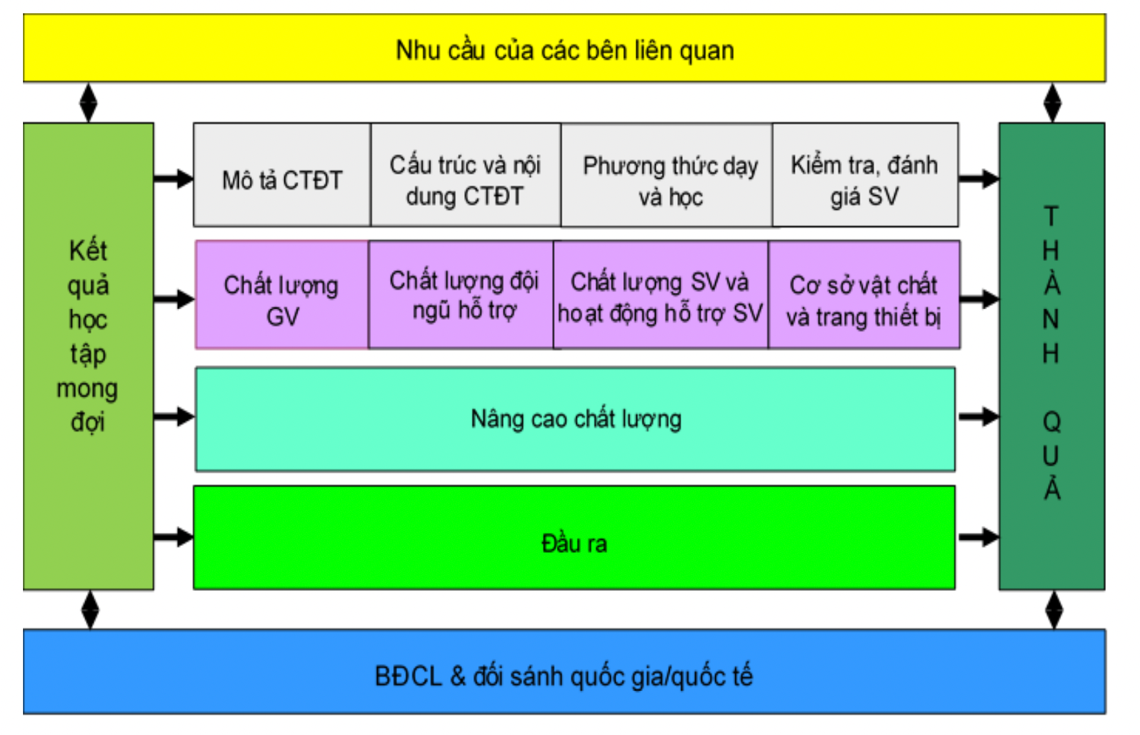 Nhu cầu của các bên liên quan
Kết
quả
học
tập
mong
đợi
Mô tả CTĐT
Cấu trúc và nội
dung CTĐT
Phương thức dạy
và học
Kiểm tra, đánh
giá SV
Chất lượng
GV
Chất lượng đội
ngũ hỗ trợ
Chất lượng SV và
hoạt động hỗ trợ SV
Cơ sở vật chất
và trang thiết bị
Nâng cao chất lượng
Đầu ra
T
H
À
N
H
Q
U
Ả
BĐCL & đối sánh quốc gia/quốc tế